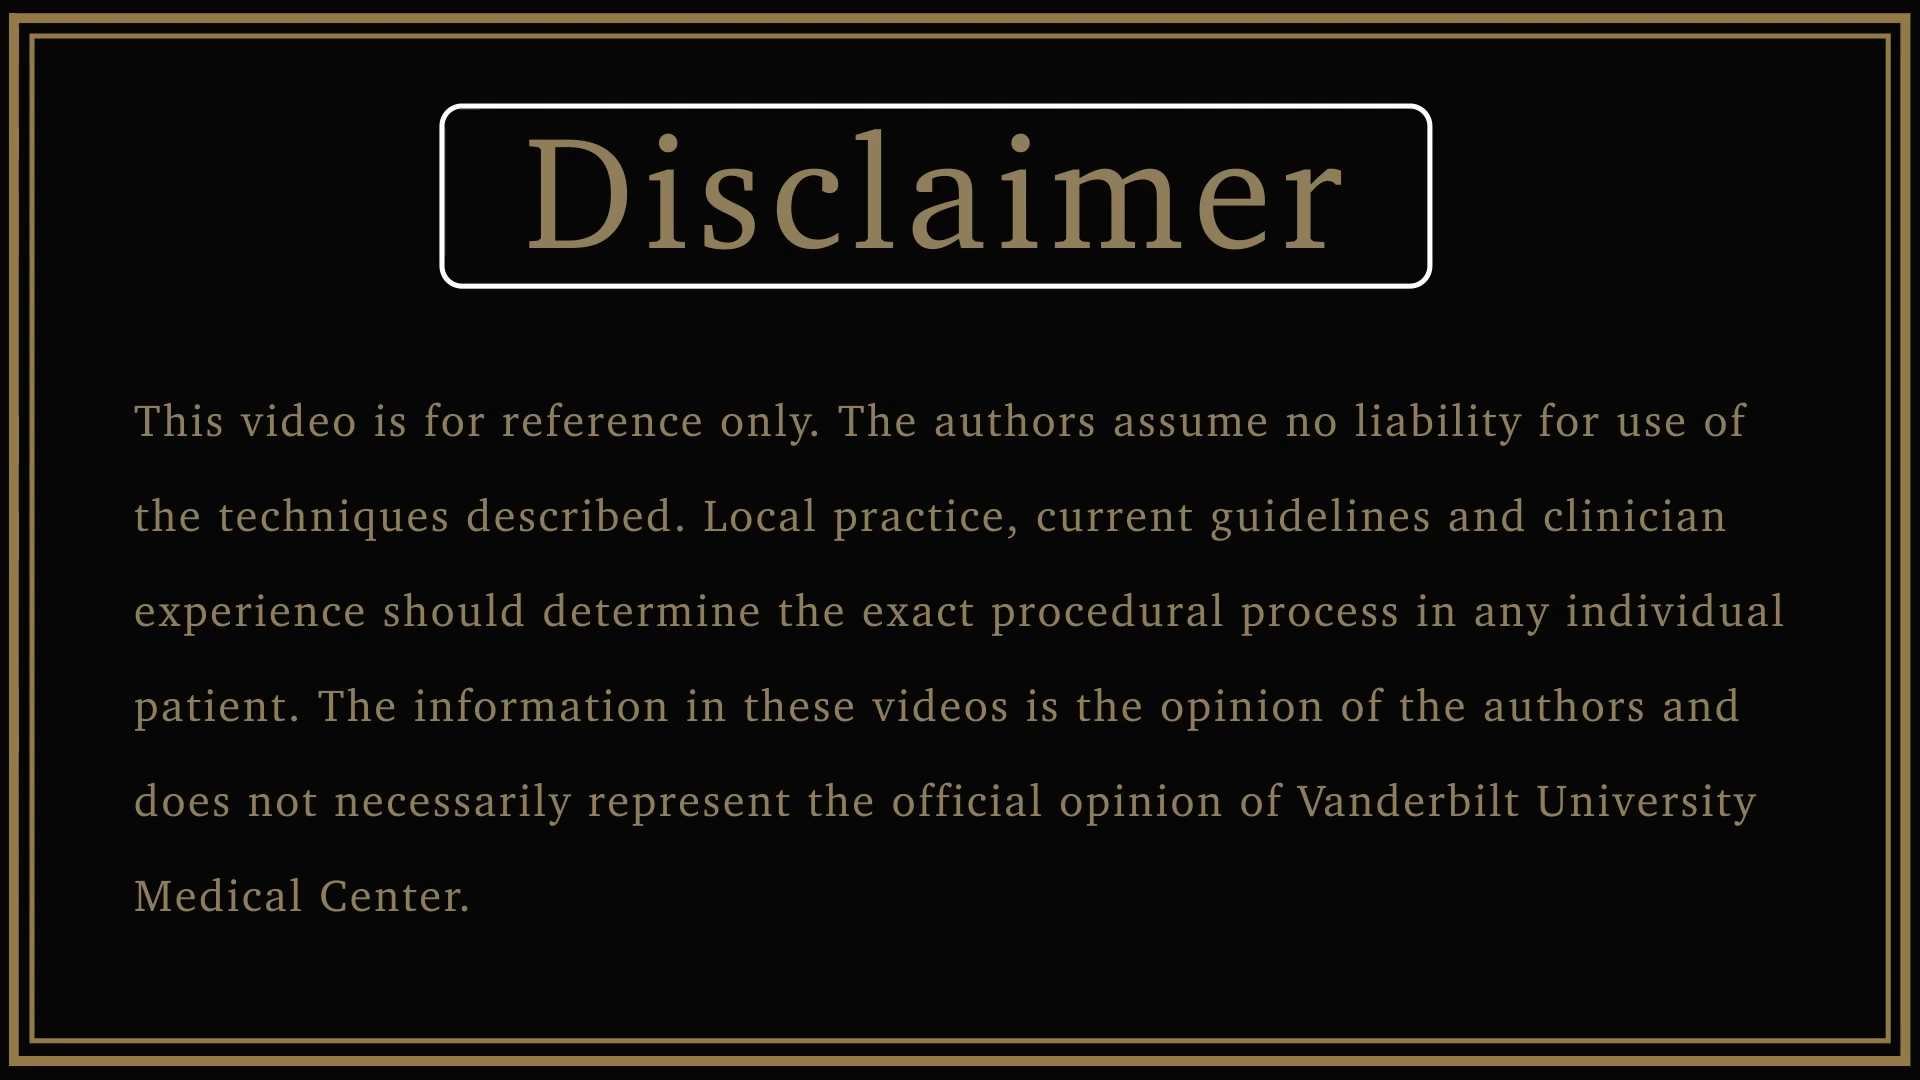 Disclaimer
This video is for reference only. The authors assume no liability for use of
the techniques described. Local practice, current guidelines and clinician
experience should determine the exact procedural process in any individual
patient. The information in these videos is the opinion of the authors and
does not necessarily represent the official opinion of Vanderbilt University
Medical Center.